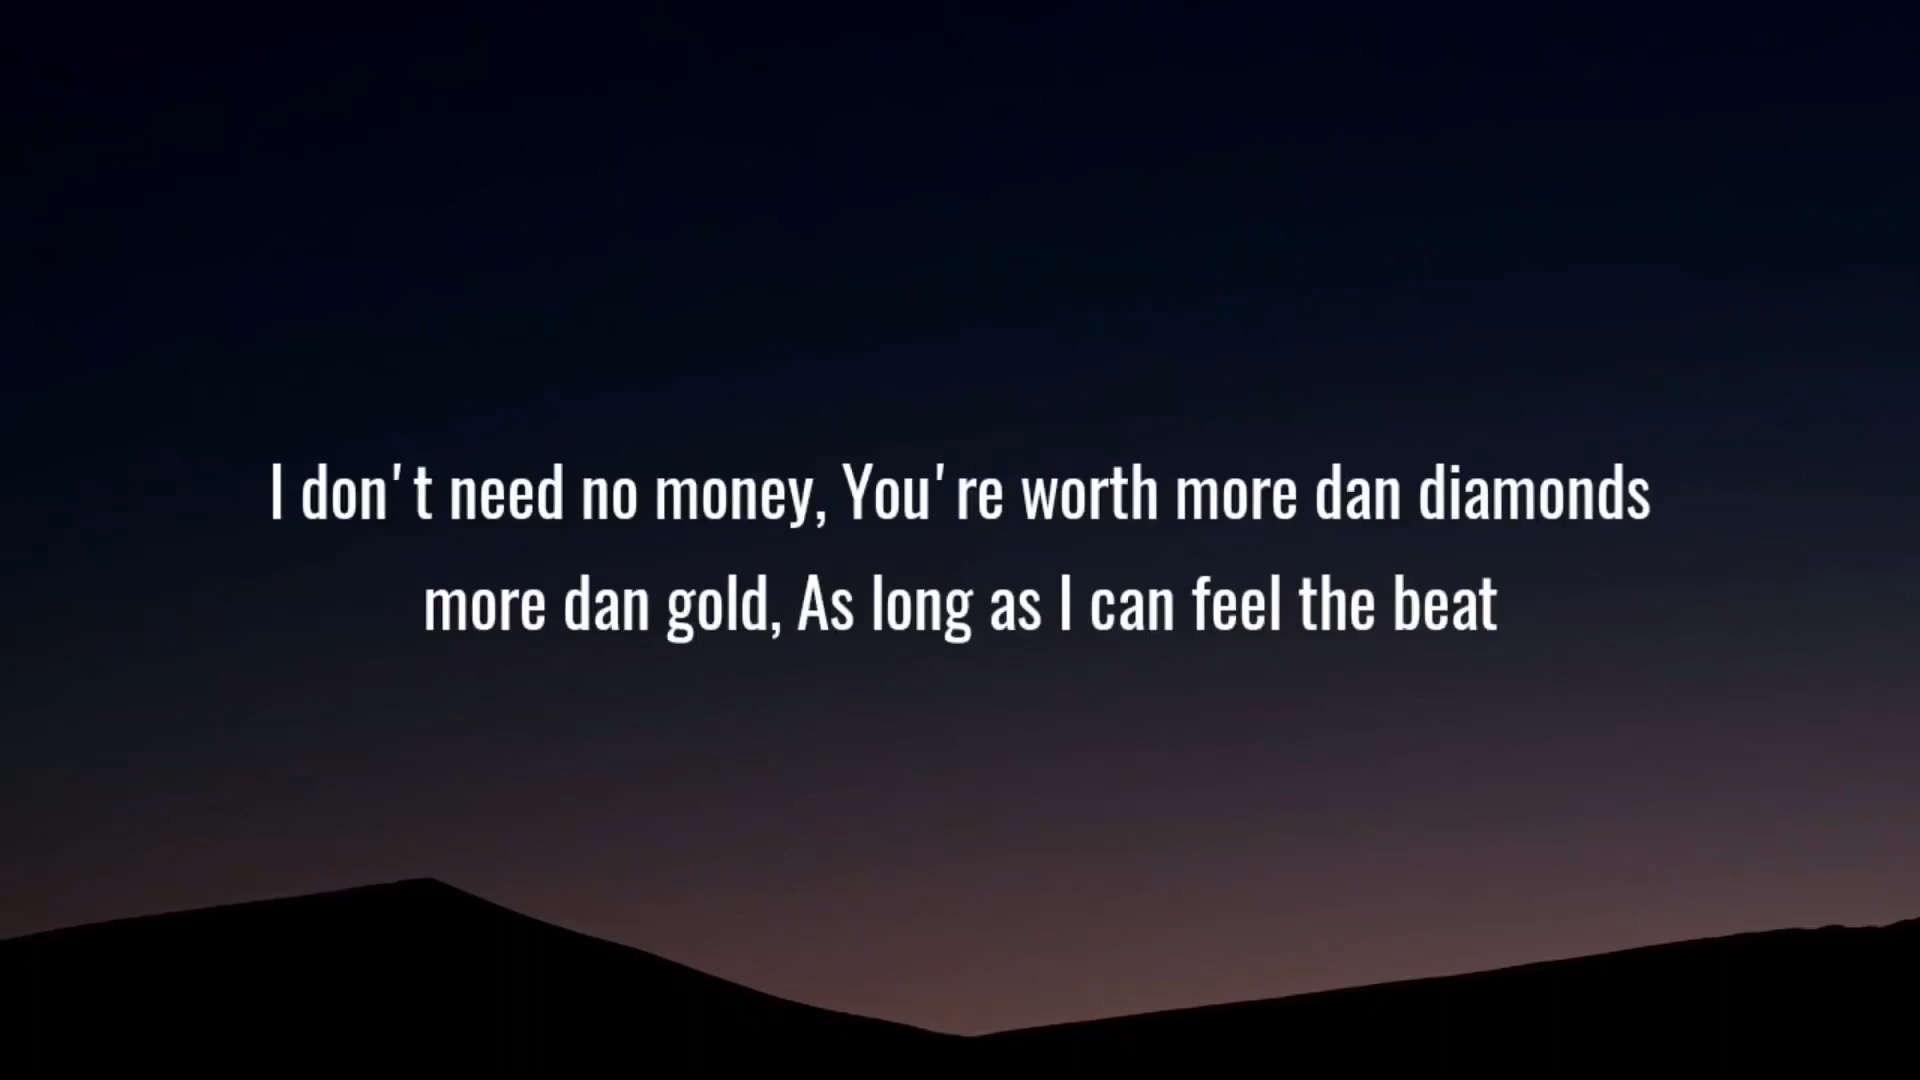 I don't need no money, You're worth more dan diamonds
more dan gold, As long as I can feel the beat